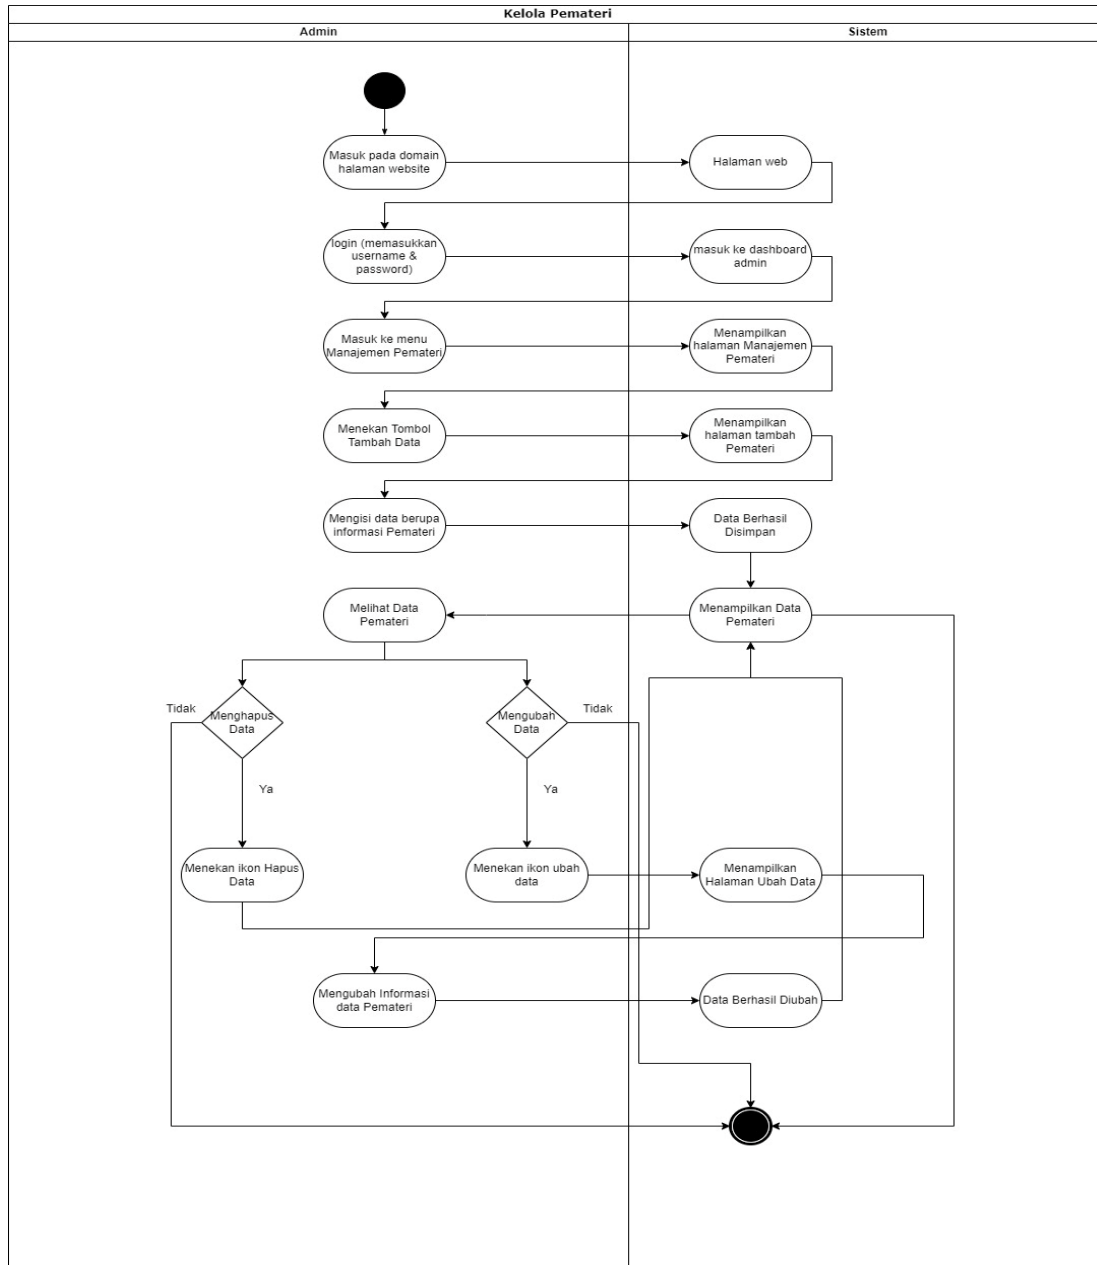 Kelola Pemateri
Admin
Sistem
Masuk pada domain
halaman website
Halaman web
login (memasukkan
username &
password)
masuk ke dashboard
admin
Masuk ke menu
Manajemen Pemateri
Menampilkan
halaman Manajemen
Pemateri
Menekan Tombol
Tambah Data
Menampilkan
halaman tambah
Pemateri
Mengisi data berupa
informasi Pemateri
Data Berhasil
Disimpan
Melihat Data
Pemateri
Menampilkan Data
Pemateri
Tidak
Menghapus
Data
Mengubah
Data
Tidak
Ya
Ya
Menekan ikon Hapus
Data
Menekan ikon ubah
data
Menampilkan
Halaman Ubah Data
Mengubah Informasi
data Pemateri
Data Berhasil Diubah